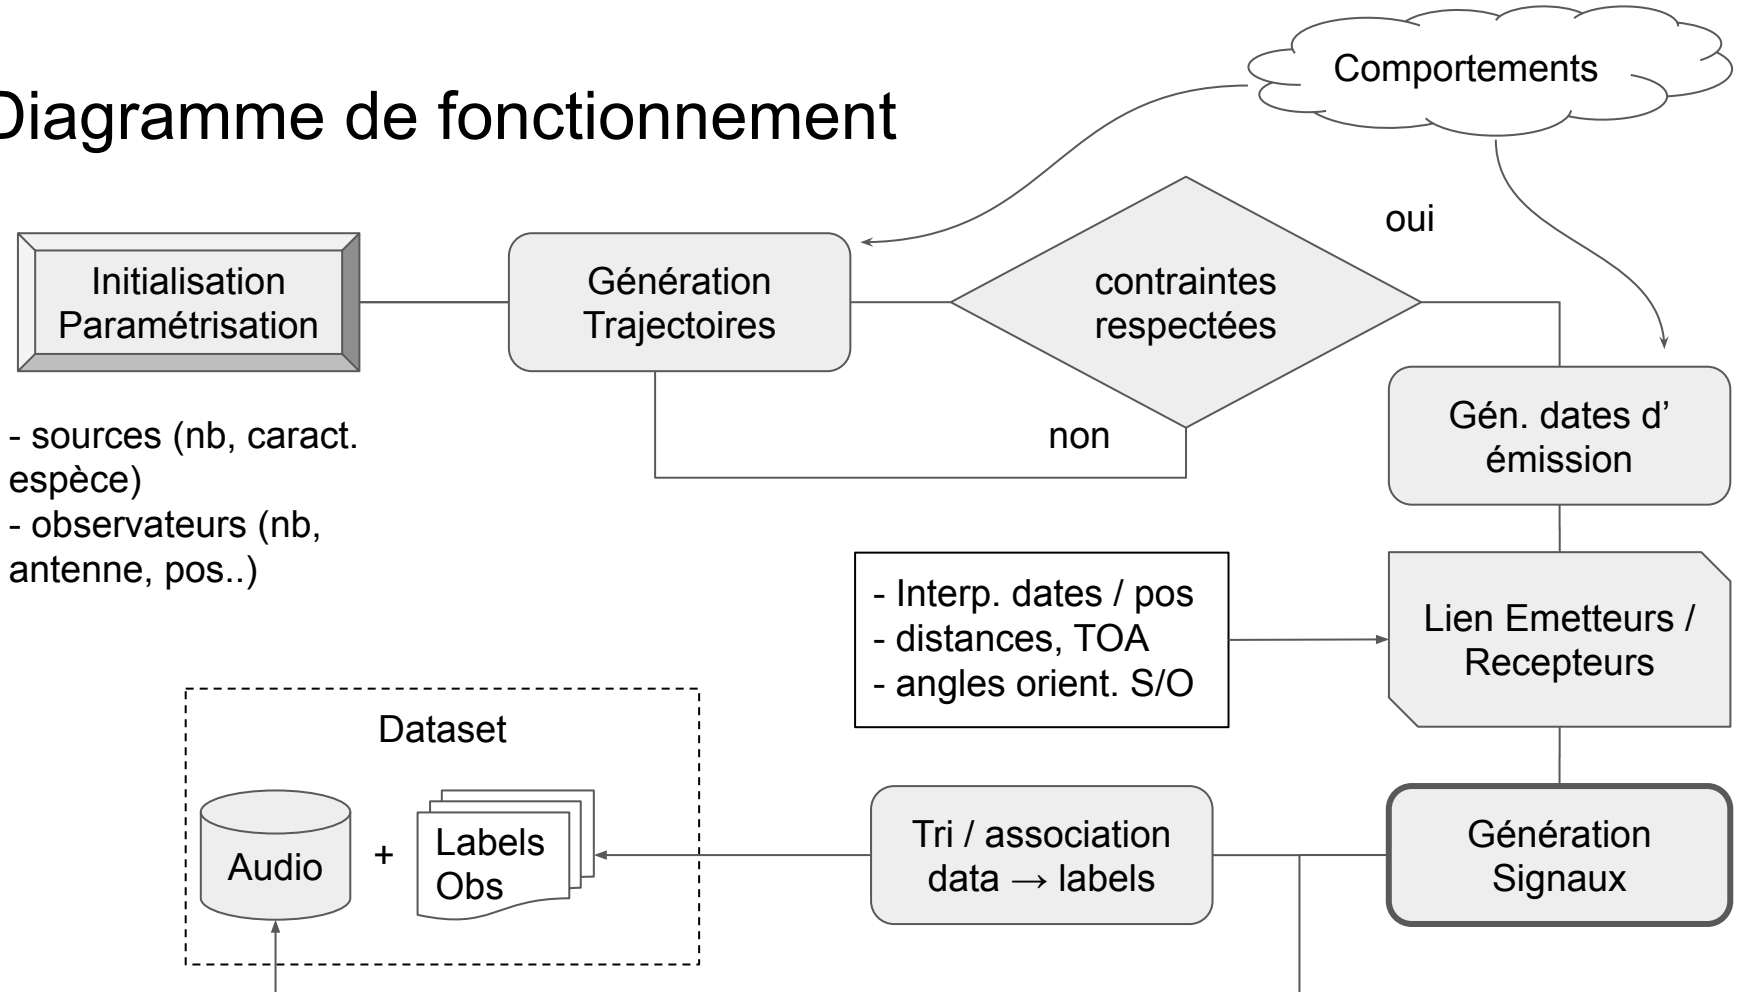 Diagramme de fonctionnement
Comportements
oui
Initialisation
Paramétrisation
Génération
Trajectoires
contraintes
respectées
non
- sources (nb, caract.
espèce)
- observateurs (nb,
antenne, pos..)
Gén. dates d’
émission
- Interp. dates / pos
- distances, TOA
- angles orient. S/O
Lien Emetteurs /
Recepteurs
Dataset
Audio
+
Labels
Obs
Tri / association
data → labels
Génération
Signaux